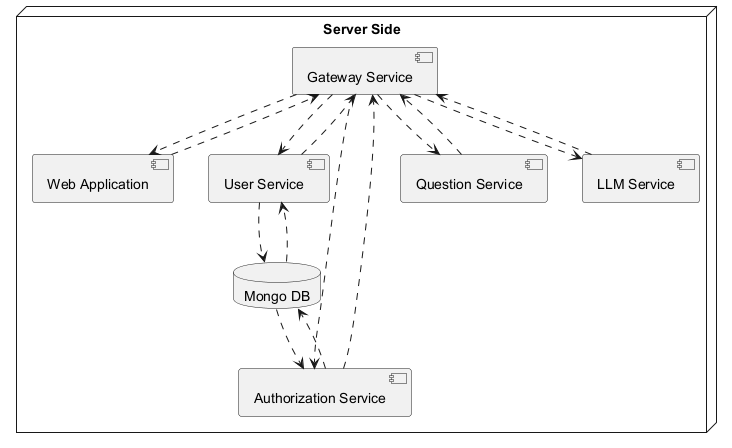 Server Side
Gateway Service
Web Application
User Service
Question Service
LLM Service
Mongo DB
Authorization Service